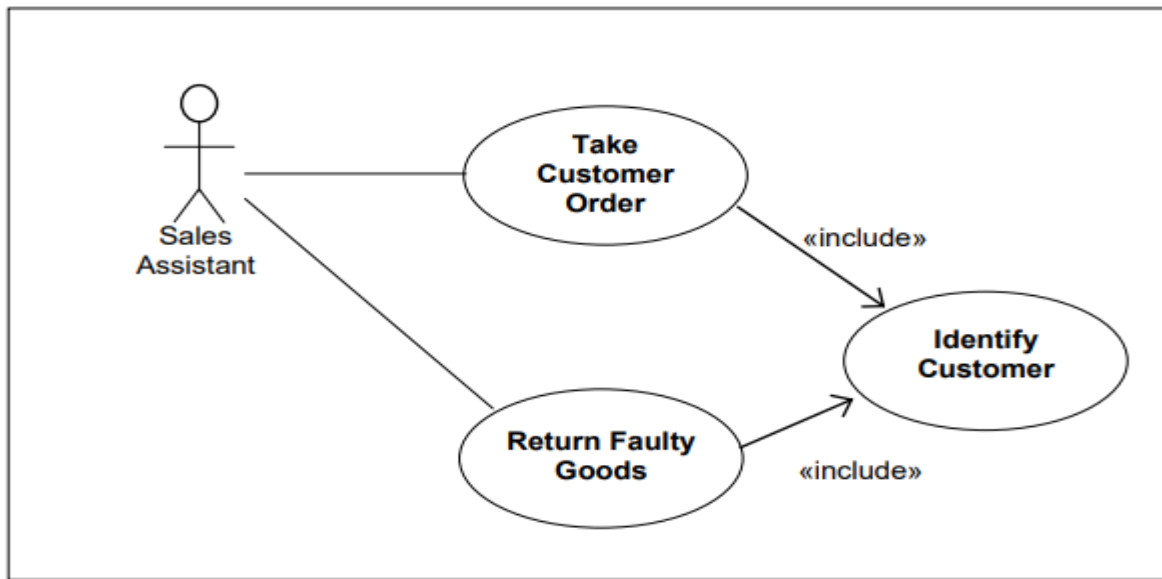 Take
Customer
Order
Sales
Assistant
«include»
Identify
Customer
Return Faulty
Goods
«include»